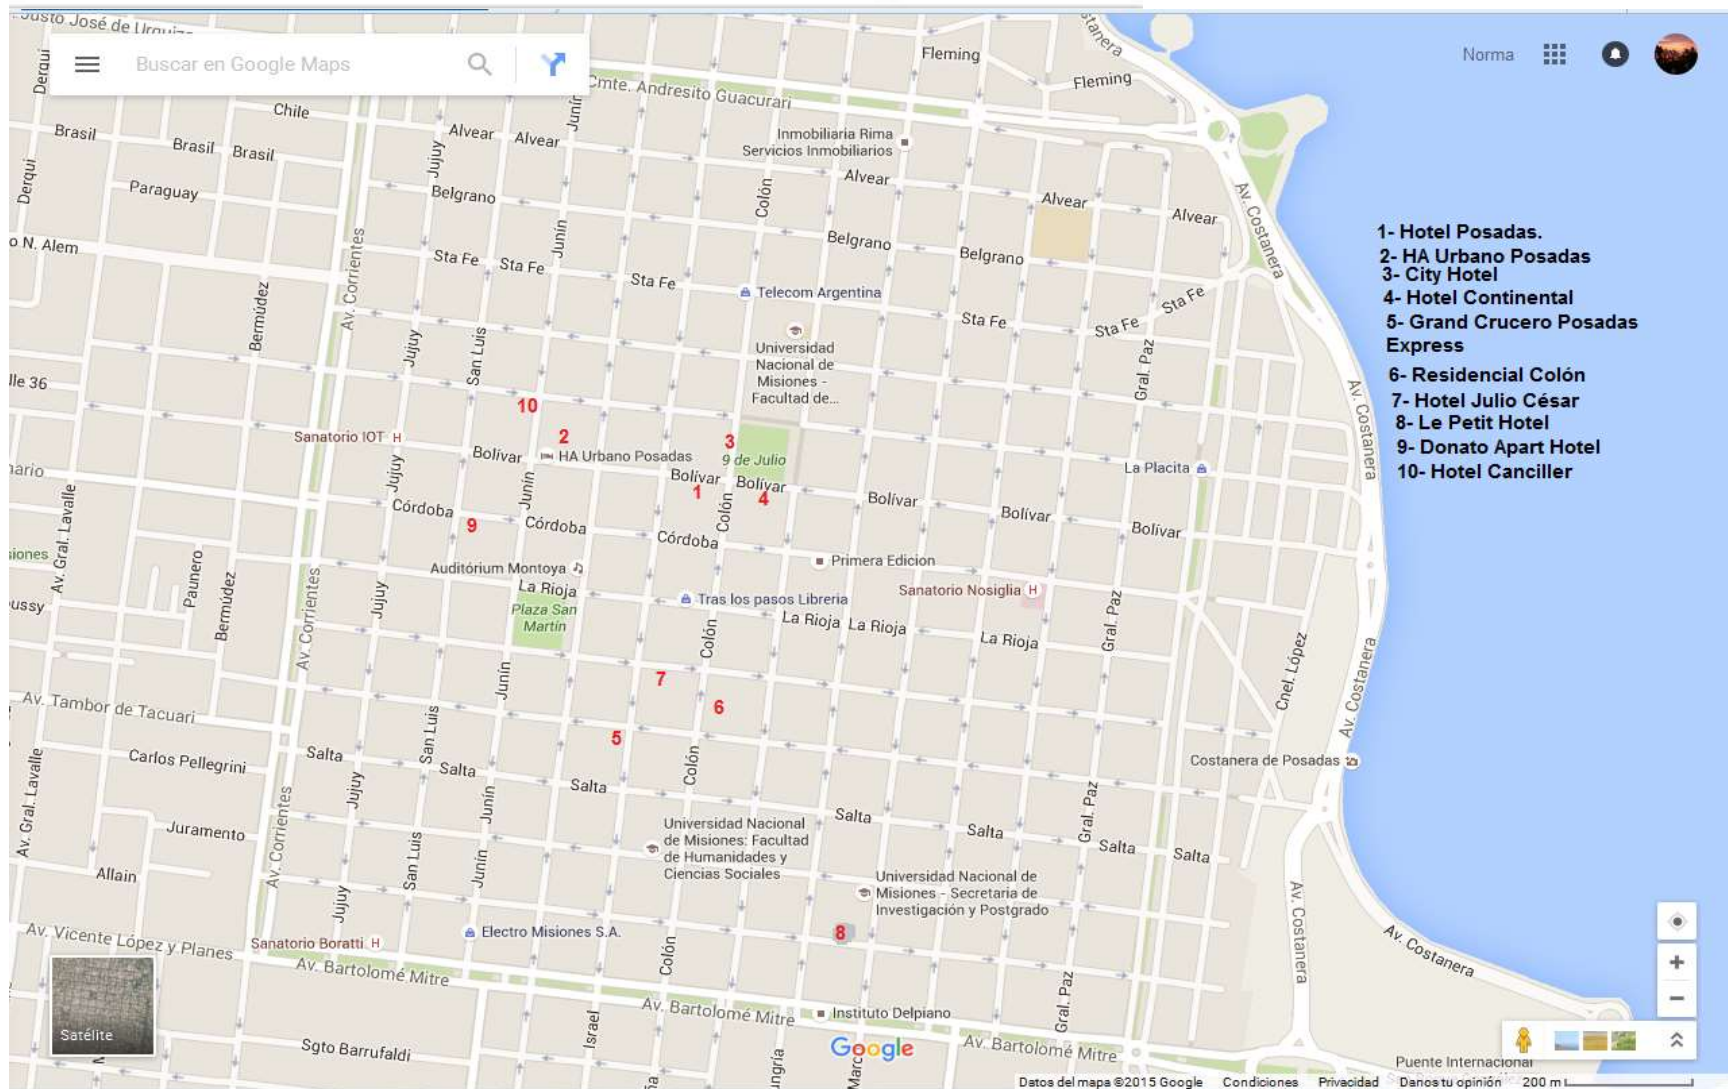 Justo José de Urquiza
Buscar en Google Maps
Norma
Fleming
Fleming
Costanera
Derqui
Cmte. Andresito Guacurari
Junín
Chile
Brasil
Brasil
Brasil
Alvear
Alvear
Jujuy
Inmobiliaria Rima
Servicios Inmobiliarios
Alvear
Alvear
Alvear
Derqui
Paraguay
Belgrano
Colón
Av. Costanera
o N. Alem
Av. Corrientes
Junín
Belgrano
Belgrano
Sta Fe
Sta Fe
Sta Fe
Telecom Argentina
Sta Fe
Sta Fe
Sta Fe
1- Hotel Posadas.
2- HA Urbano Posadas
3- City Hotel
4- Hotel Continental
5- Grand Crucero Posadas
Express
6- Residencial Colón
7- Hotel Julio César
8- Le Petit Hotel
9- Donato Apart Hotel
10- Hotel Canciller
Bermúdez
Jujuy
San Luis
Universidad
Nacional de
Misiones -
Facultad de...
Gral. Paz
Av. Costanera
lle 36
10
2
3
Sanatorio IOT
H
Bolívar
HA Urbano Posadas
9 de Julio
La Placita
nario
Jujuy
Junín
Bolívar
1
Bolívar
4
Bolívar
Bolívar
Bolívar
Av. Gral. Lavalle
Córdoba
9
Córdoba
Colón
Córdoba
Primera Edicion
siones
Paunero
Bermúdez
Auditórium Montoya
La Rioja
Plaza San
Martín
Tras los pasos Libreria
Sanatorio Nosiglia
H
Gral. Paz
ussy
Av. Corrientes
Jujuy
La Rioja
La Rioja
La Rioja
Colón
Cnel. López
Av. Costanera
Junín
7
6
5
Av. Tambor de Tacuari
San Luis
Carlos Pellegrini
Salta
Salta
Salta
Colón
Costanera de Posadas
Av. Gral. Lavalle
Jujuy
Junín
Av. Corrientes
Juramento
Universidad Nacional
de Misiones: Facultad
de Humanidades y
Ciencias Sociales
Salta
Salta
Gral. Paz
Salta
Salta
Allain
San Luis
Junín
Jujuy
Universidad Nacional de
Misiones - Secretaria de
Investigación y Postgrado
Av. Costanera
Av. Vicente López y Planes
Sanatorio Boratti
H
Electro Misiones S.A.
8
Av. Costanera
Av. Bartolomé Mitre
Colón
Av. Bartolomé Mitre
Instituto Delpiano
Gral. Paz
Satélite
Sgto Barrufaldi
Israel
ungría
Marco
Google
Av. Bartolomé Mitre
Puente Internacional
Datos del mapa ©2015 Google
Condiciones
Privacidad
Danos tu opinión
200 m